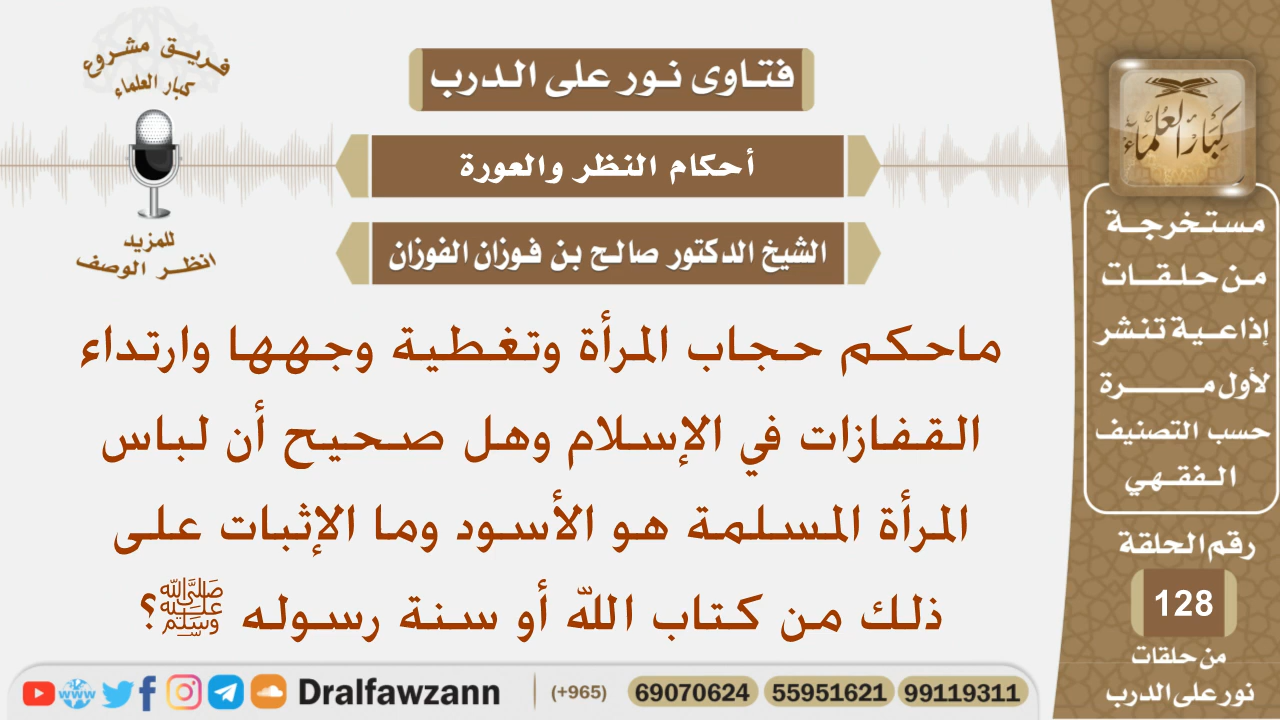 فريق مشروع
كبار العلماء
للمزيد
انظر الوصف
فتاوى نور على الدرب
أحكام النظر والعورة
الشيخ الدكتور صالح بن فوزان الفوزان
ماحكم حجاب المرأة وتغطية وجهها وارتداء
القفازات في الإسلام وهل صحيح أن لباس
المرأة المسلمة هو الأسود وما الإثبات على
ذلك من كتاب الله أو سنة رسوله ﷺ؟
كبار العلماء
مستخرجة
من حلقات
إذاعية تنشر
لأول مرة
حسب التصنيف
الفقهي
رقم الحلقة
128
من حلقات
نور على الدرب
www
Dralfawzann
(+965)
69070624
55951621
99119311